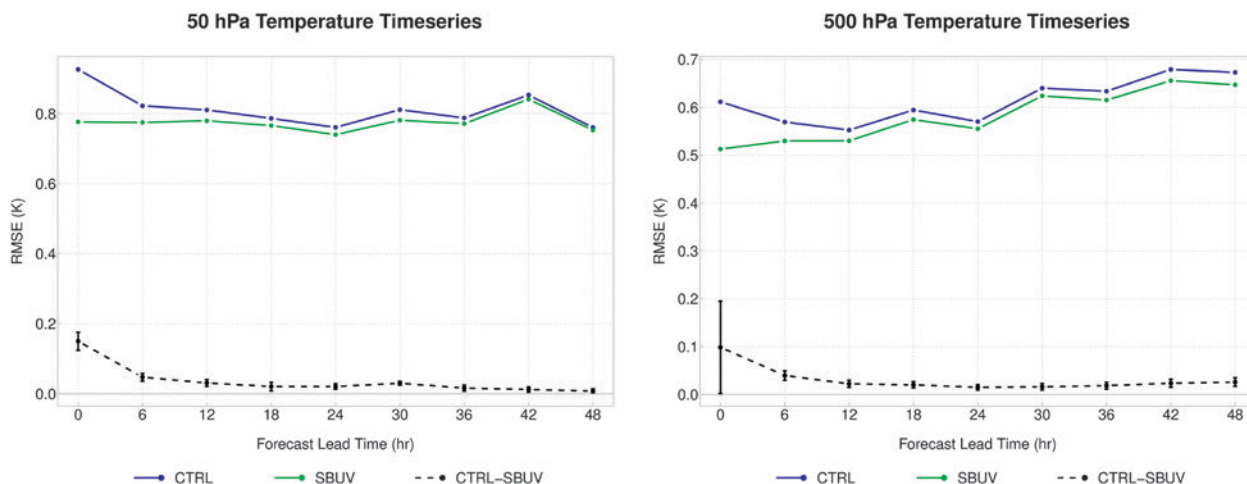 50 hPa Temperature Timeseries
RMSE (K)
0.8
0.6
0.4
0.2
0.0
0 6 12 18 24 30 36 42 48
Forecast Lead Time (hr)
CTRL SBUV CTRL−SBUV
500 hPa Temperature Timeseries
RMSE (K)
0.7
0.6
0.5
0.4
0.3
0.2
0.1
0.0
0 6 12 18 24 30 36 42 48
Forecast Lead Time (hr)
CTRL SBUV CTRL−SBUV